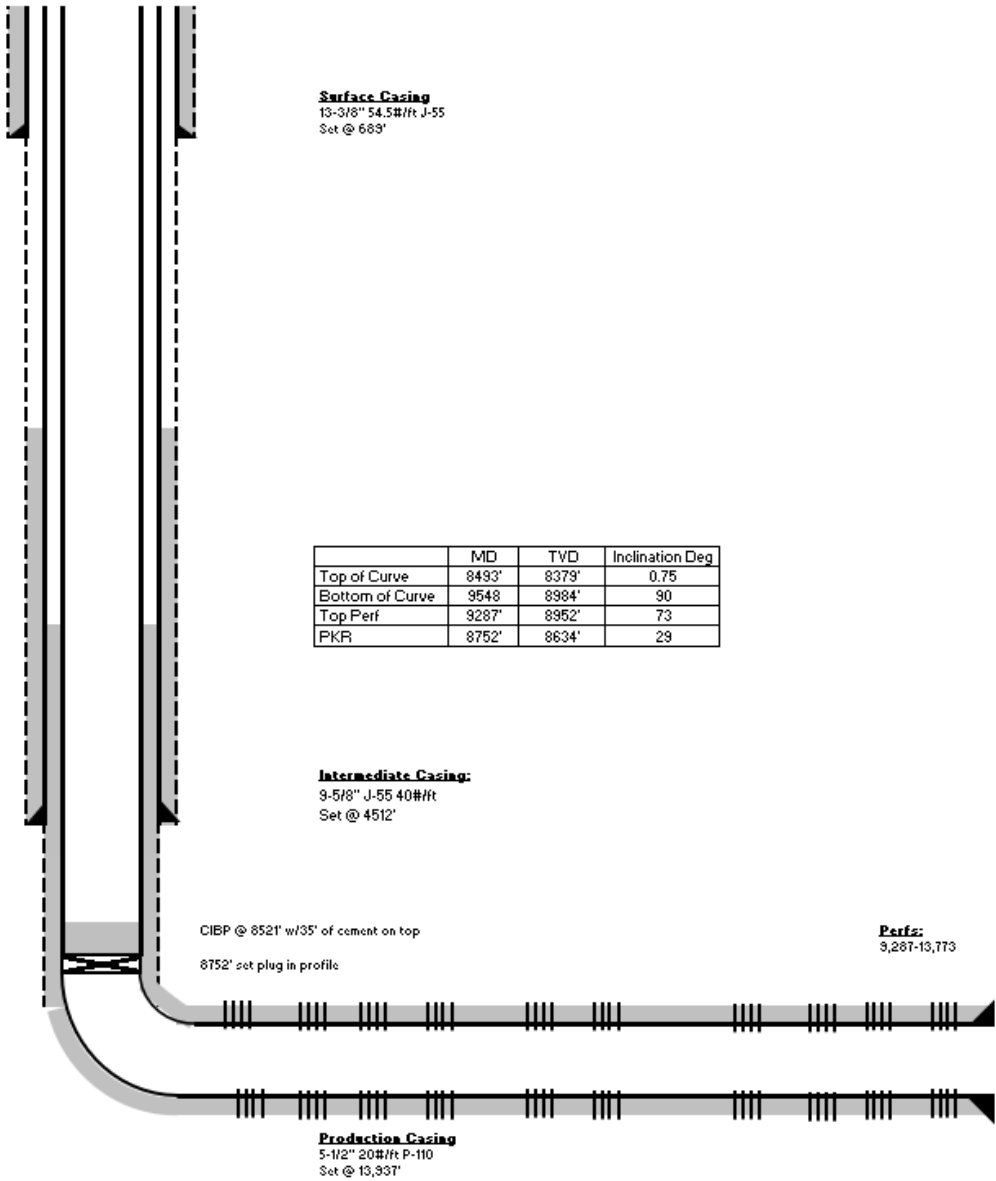 Surface Casing
13-3/8" 54.5#/ft J-55
Set @ 689'
MD TVD Inclination Deg
Top of Curve 8493' 8379' 0.75
Bottom of Curve 9548 8984' 90
Top Perf 9287' 8952' 73
PKR 8752' 8634' 29
Intermediate Casing:
9-5/8" J-55 40#/ft
Set @ 4512'
CIBP @ 8521' w/35' of cement on top
8752' set plug in profile
Perfs:
9,287-13,773
Production Casing
5-1/2" 20#/ft P-110
Set @ 13,937'